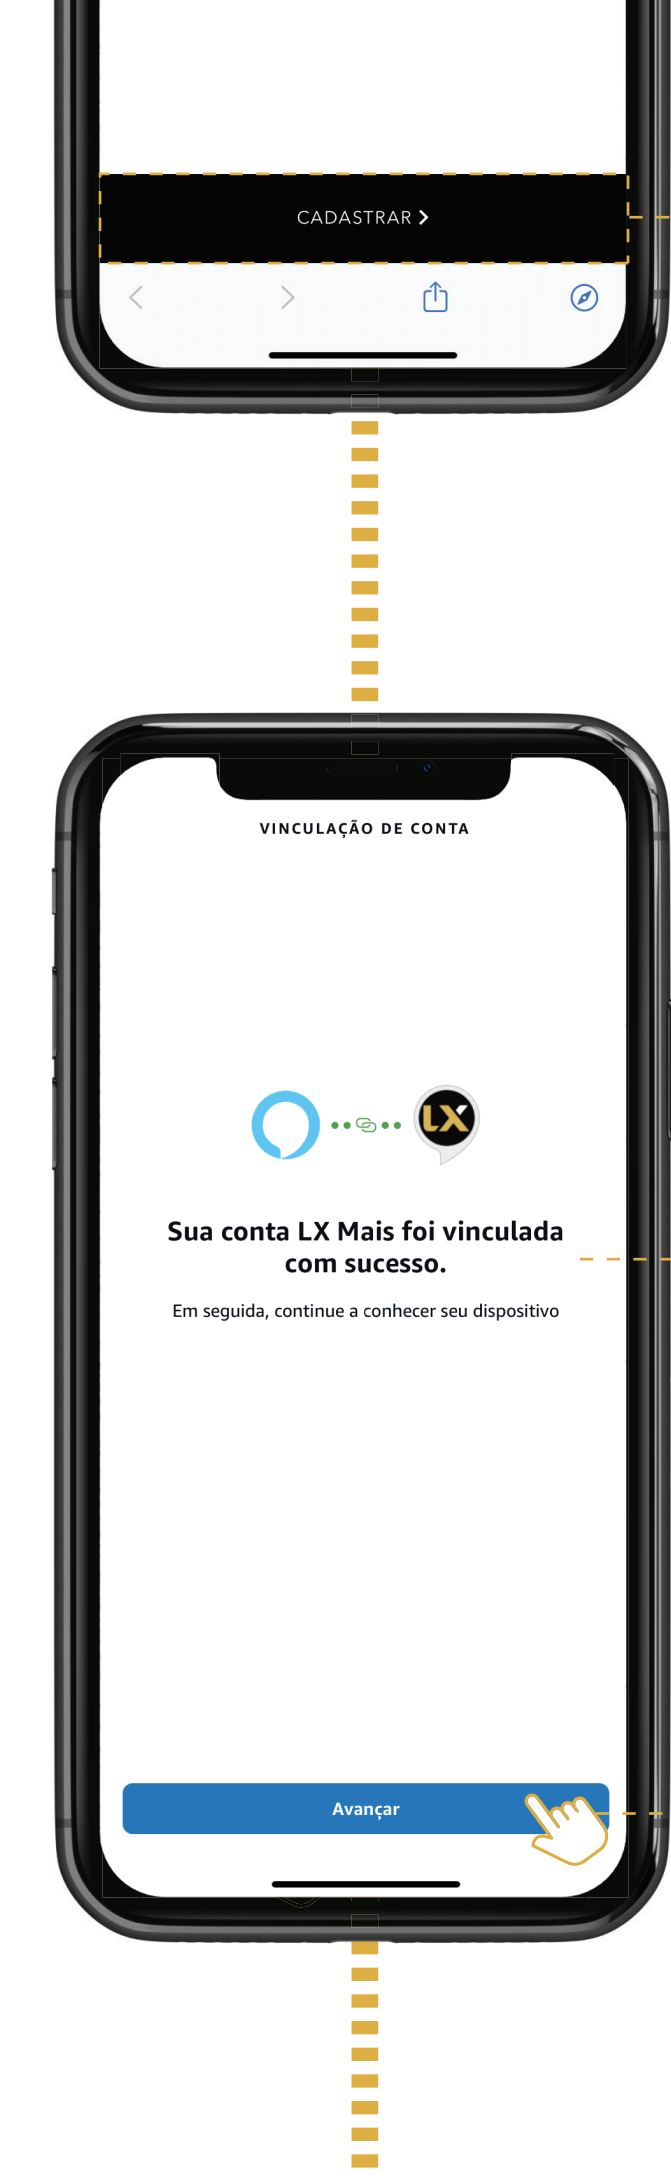 CADASTRAR >
VINCULAÇÃO DE CONTA
LX
Sua conta LX Mais foi vinculada
com sucesso.
Em seguida, continue a conhecer seu dispositivo
Avançar